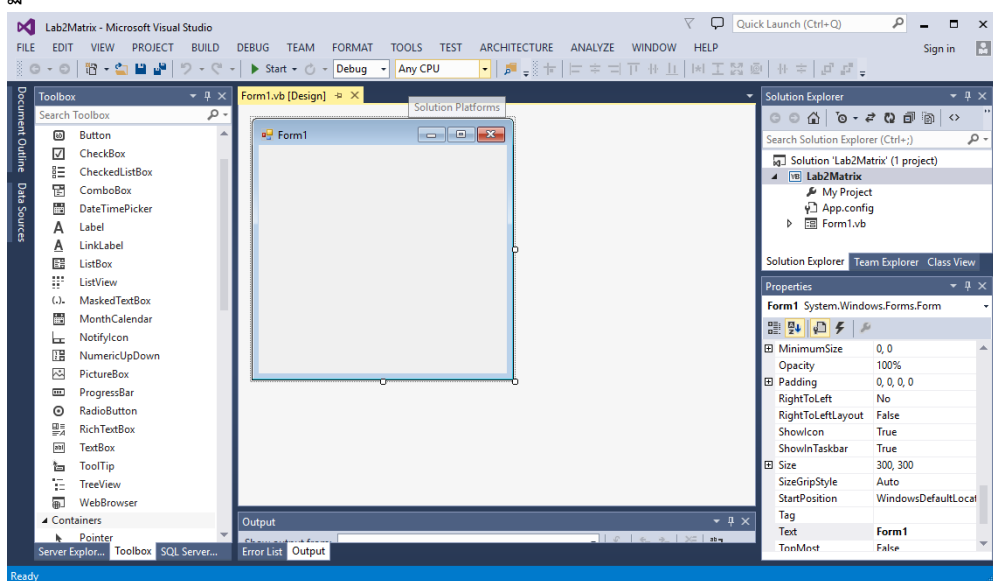 Lab2Matrix - Microsoft Visual Studio
Quick Launch (Ctrl+Q)
FILE EDIT VIEW PROJECT BUILD DEBUG TEAM FORMAT TOOLS TEST ARCHITECTURE ANALYZE WINDOW HELP
Sign in
Start Debug Any CPU
Solution Platforms
Document Outline
Data Sources
Toolbox
Search Toolbox
Button
CheckBox
CheckedListBox
ComboBox
DateTimePicker
Label
LinkLabel
ListBox
ListView
MaskedTextBox
MonthCalendar
NotifyIcon
NumericUpDown
PictureBox
ProgressBar
RadioButton
RichTextBox
TextBox
ToolTip
TreeView
WebBrowser
Containers
Pointer
Server Explor... Toolbox SQL Server...
Form1.vb [Design]
Form1
Output
Show output from:
Error List Output
Solution Explorer
Search Solution Explorer (Ctrl+;)
Solution 'Lab2Matrix' (1 project)
Lab2Matrix
My Project
App.config
Form1.vb
Solution Explorer Team Explorer Class View
Properties
Form1 System.Windows.Forms.Form
MinimumSize 0, 0
Opacity 100%
Padding 0, 0, 0, 0
RightToLeft No
RightToLeftLayout False
ShowIcon True
ShowInTaskbar True
Size 300, 300
SizeGripStyle Auto
StartPosition WindowsDefaultLocat
Tag
Text Form1
TopMost False
Ready